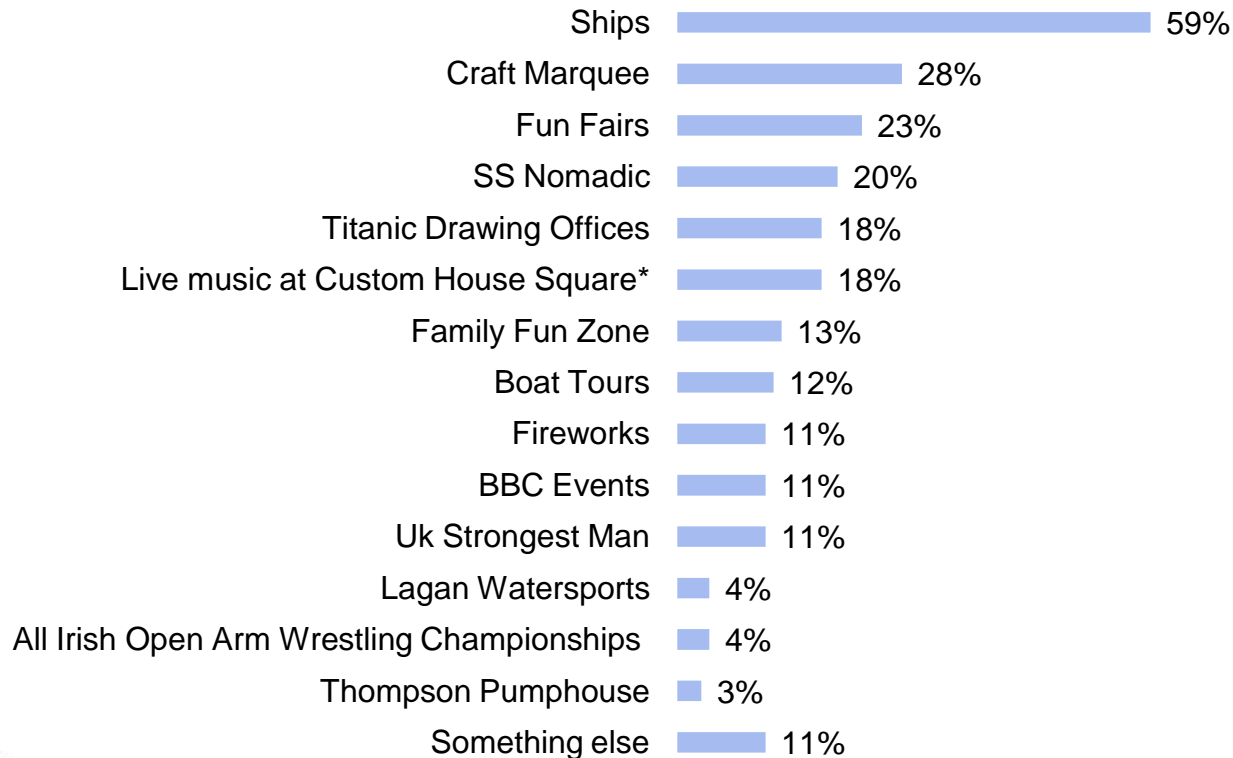 Ships 59%
Craft Marquee 28%
Fun Fairs 23%
SS Nomadic 20%
Titanic Drawing Offices 18%
Live music at Custom House Square* 18%
Family Fun Zone 13%
Boat Tours 12%
Fireworks 11%
BBC Events 11%
Uk Strongest Man 11%
Lagan Watersports 4%
All Irish Open Arm Wrestling Championships 4%
Thompson Pumphouse 3%
Something else 11%